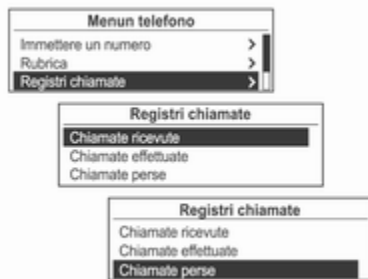 Menun telefono
Immettere un numero
Rubrica
Registri chiamate
Registri chiamate
Chiamate ricevute
Chiamate effettuate
Chiamate perse
Registri chiamate
Chiamate ricevute
Chiamate effettuate
Chiamate perse